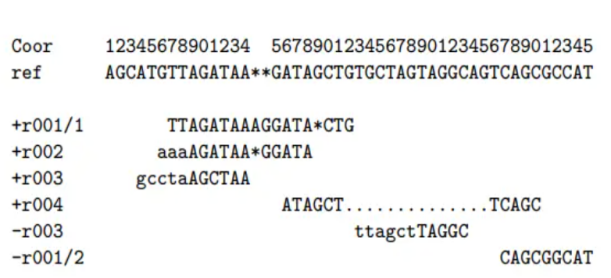 Coor     12345678901234  5678901234567890123456789012345
ref      AGCATGTTAGATAA**GATAGCTGTGCTAGTAGGCAGTCAGCGCCAT
+r001/1        TTAGATAAAGGATA*CTG
+r002         aaaAGATAA*GGATA
+r003       gcctaAGCTAA
+r004                     ATAGCT..............TCAGC
-r003                            ttagctTAGGC
-r001/2                                        CAGCGGCAT